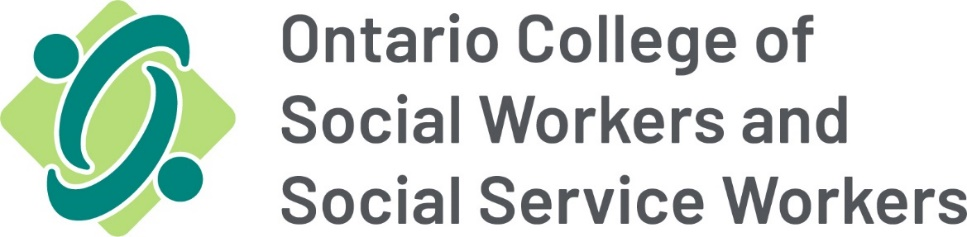 Ontario College of
Social Workers and
Social Service Workers